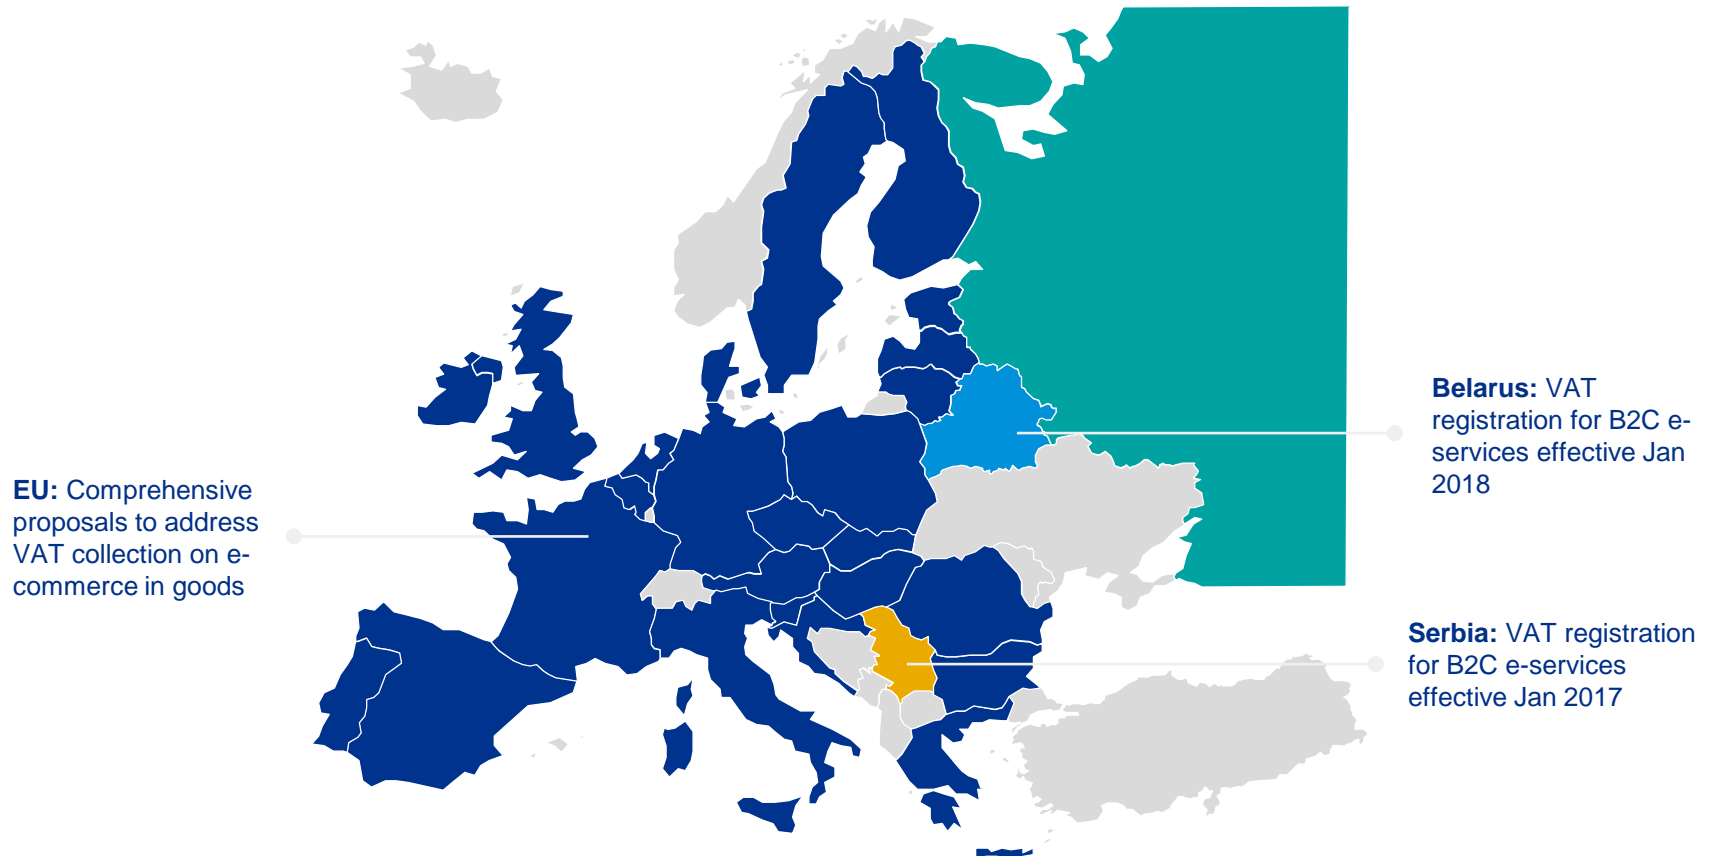 EU: Comprehensive
proposals to address
VAT collection on e-
commerce in goods
Belarus: VAT
registration for B2C e-
services effective Jan
2018
Serbia: VAT registration
for B2C e-services
effective Jan 2017